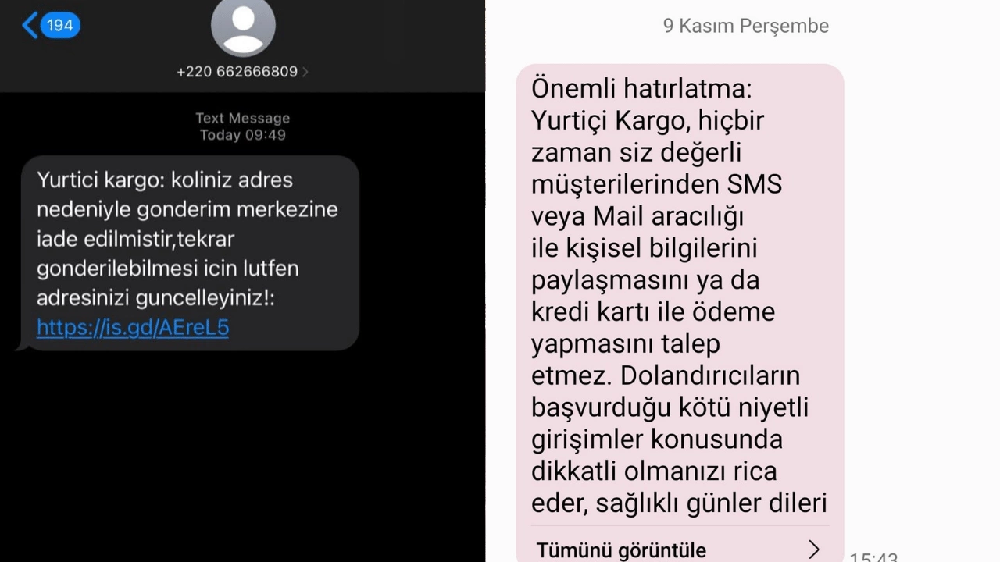 194
+220 662666809
Text Message
Today 09:49
Yurtici kargo: koliniz adres
nedeniyle gonderim merkezine
iade edilmistir,tekrar
gonderilebilmesi icin lutfen
adresinizi guncelleyiniz!:
https://is.gd/AEreL5
9 Kasım Perşembe
Önemli hatırlatma:
Yurtiçi Kargo, hiçbir
zaman siz değerli
müşterilerinden SMS
veya Mail aracılığı
ile kişisel bilgilerini
paylaşmasını ya da
kredi kartı ile ödeme
yapmasını talep
etmez. Dolandırıcıların
başvurduğu kötü niyetli
girişimler konusunda
dikkatli olmanızı rica
eder, sağlıklı günler dileri
Tümünü görüntüle
15:43